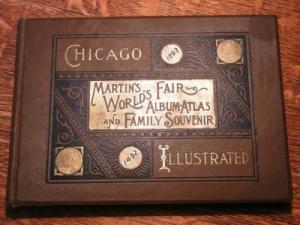 CHICAGO
1893
MARTIN'S
WORLD'S FAIR
ALBUM-ATLAS
AND FAMILY SOUVENIR
1492
ILLUSTRATED